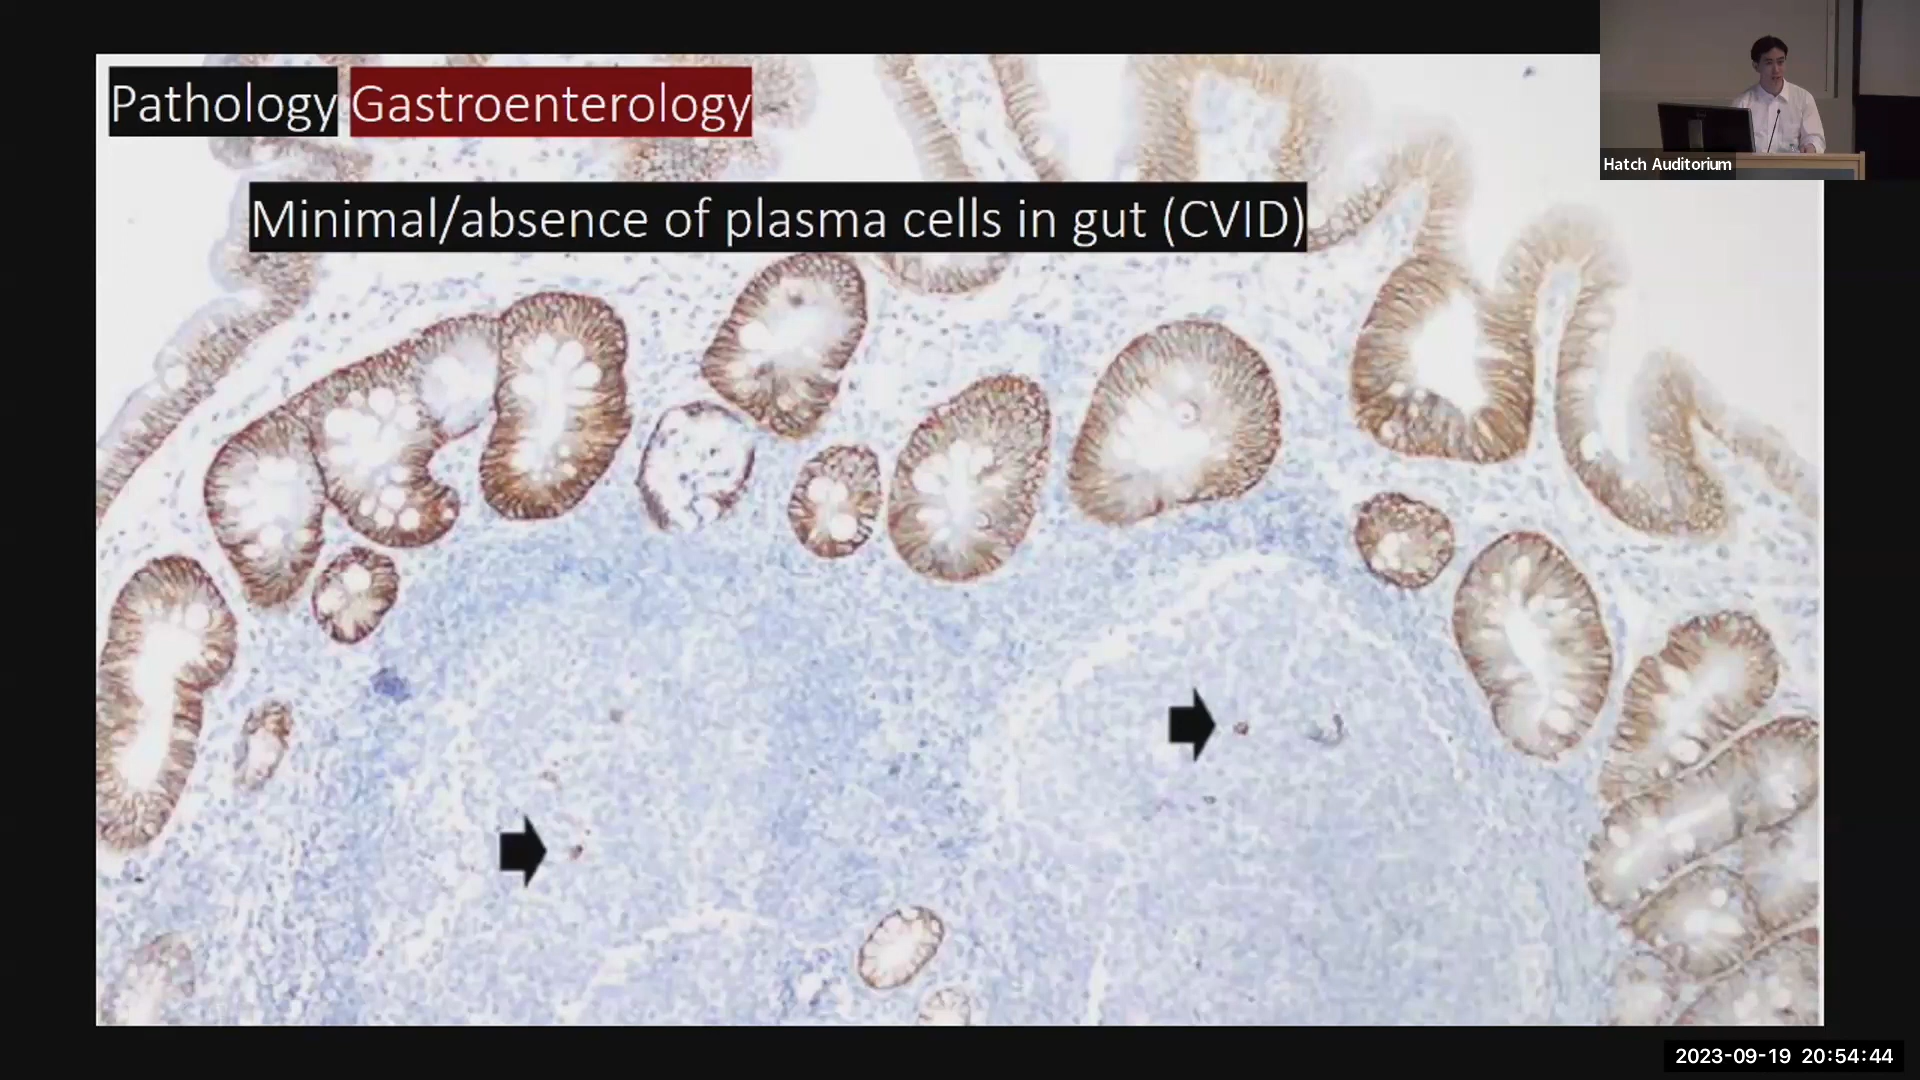 Pathology Gastroenterology
Minimal/absence of plasma cells in gut (CVID)
Hatch Auditorium
2023-09-19 20:54:44